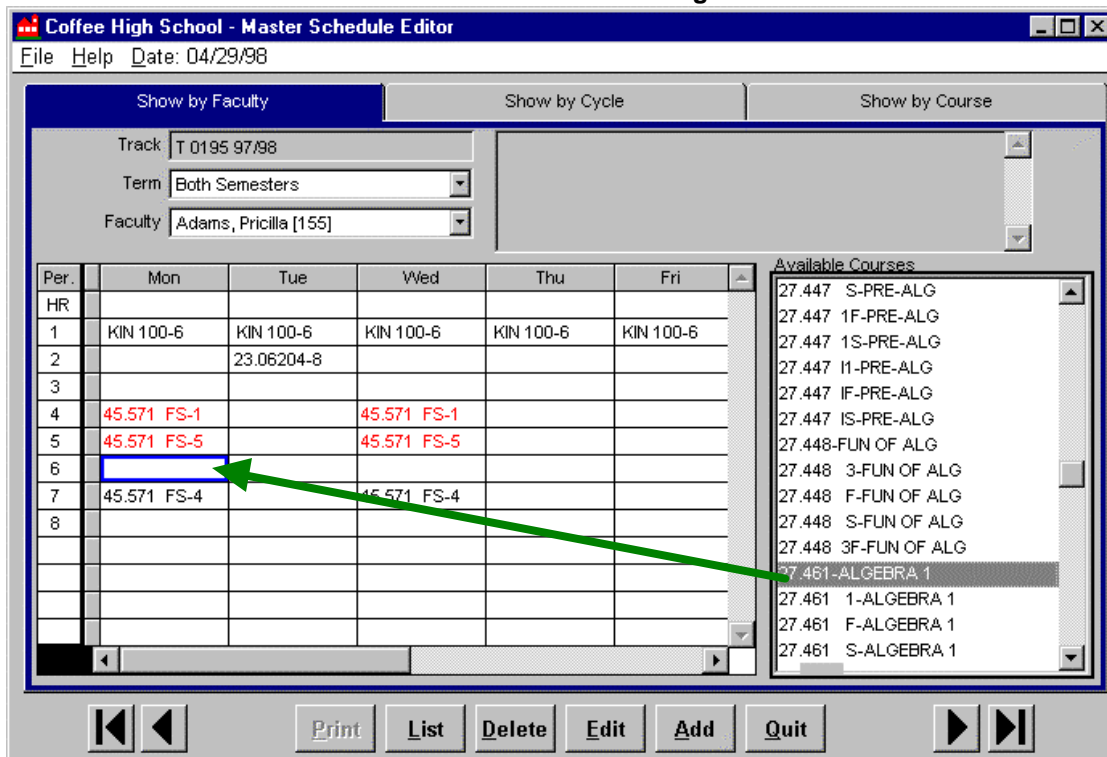 Coffee High School - Master Schedule Editor
File Help Date: 04/29/98
Show by Faculty Show by Cycle Show by Course
Track T 0195 97/98
Term Both Semesters
Faculty Adams, Pricilla [155]
Per. Mon Tue Wed Thu Fri
HR
1 KIN 100-6 KIN 100-6 KIN 100-6 KIN 100-6 KIN 100-6
2 23.06204-8
3
4 45.571 FS-1 45.571 FS-1
5 45.571 FS-5 45.571 FS-5
6
7 45.571 FS-4 45.571 FS-4
8
Available Courses
27.447 S-PRE-ALG
27.447 1F-PRE-ALG
27.447 1S-PRE-ALG
27.447 I1-PRE-ALG
27.447 IF-PRE-ALG
27.447 IS-PRE-ALG
27.448-FUN OF ALG
27.448 3-FUN OF ALG
27.448 F-FUN OF ALG
27.448 S-FUN OF ALG
27.448 3F-FUN OF ALG
27.461-ALGEBRA 1
27.461 1-ALGEBRA 1
27.461 F-ALGEBRA 1
27.461 S-ALGEBRA 1
Print List Delete Edit Add Quit